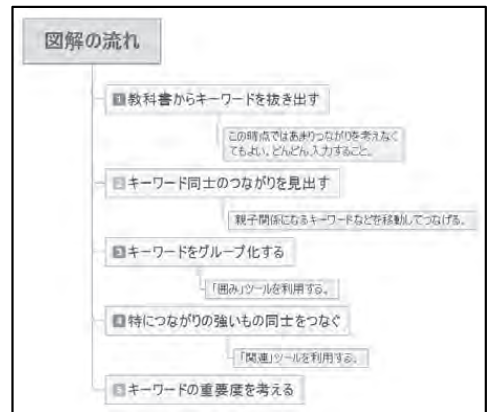 図解の流れ
1 教科書からキーワードを抜き出す
この時点ではあまりつながりを考えなく
てもよい。どんどん入力すること。
2 キーワード同士のつながりを見出す
親子関係になるキーワードなどを移動してつなげる。
3 キーワードをグループ化する
「囲み」ツールを利用する。
4 特につながりの強いもの同士をつなぐ
「関連」ツールを利用する。
5 キーワードの重要度を考える